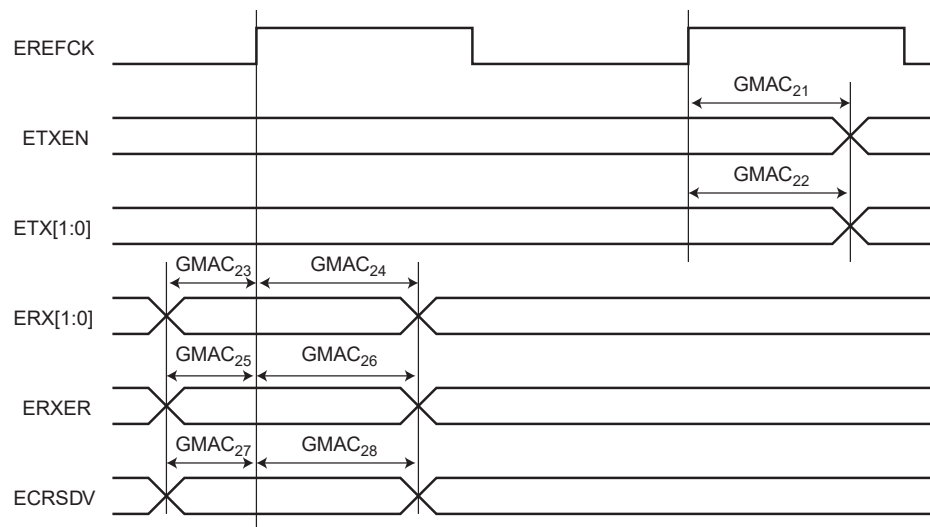 EREFCK
GMAC21
ETXEN
GMAC22
ETX[1:0]
GMAC23 GMAC24
ERX[1:0]
GMAC25 GMAC26
ERXER
GMAC27 GMAC28
ECRSDV